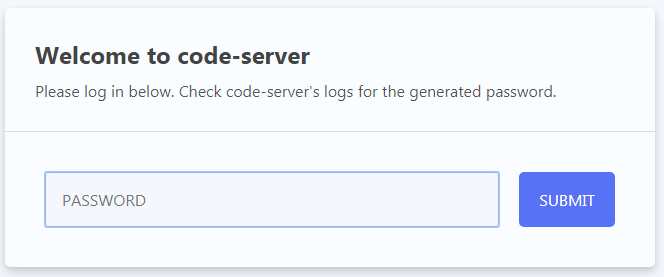 Welcome to code-server
Please log in below. Check code-server's logs for the generated password.
PASSWORD
SUBMIT